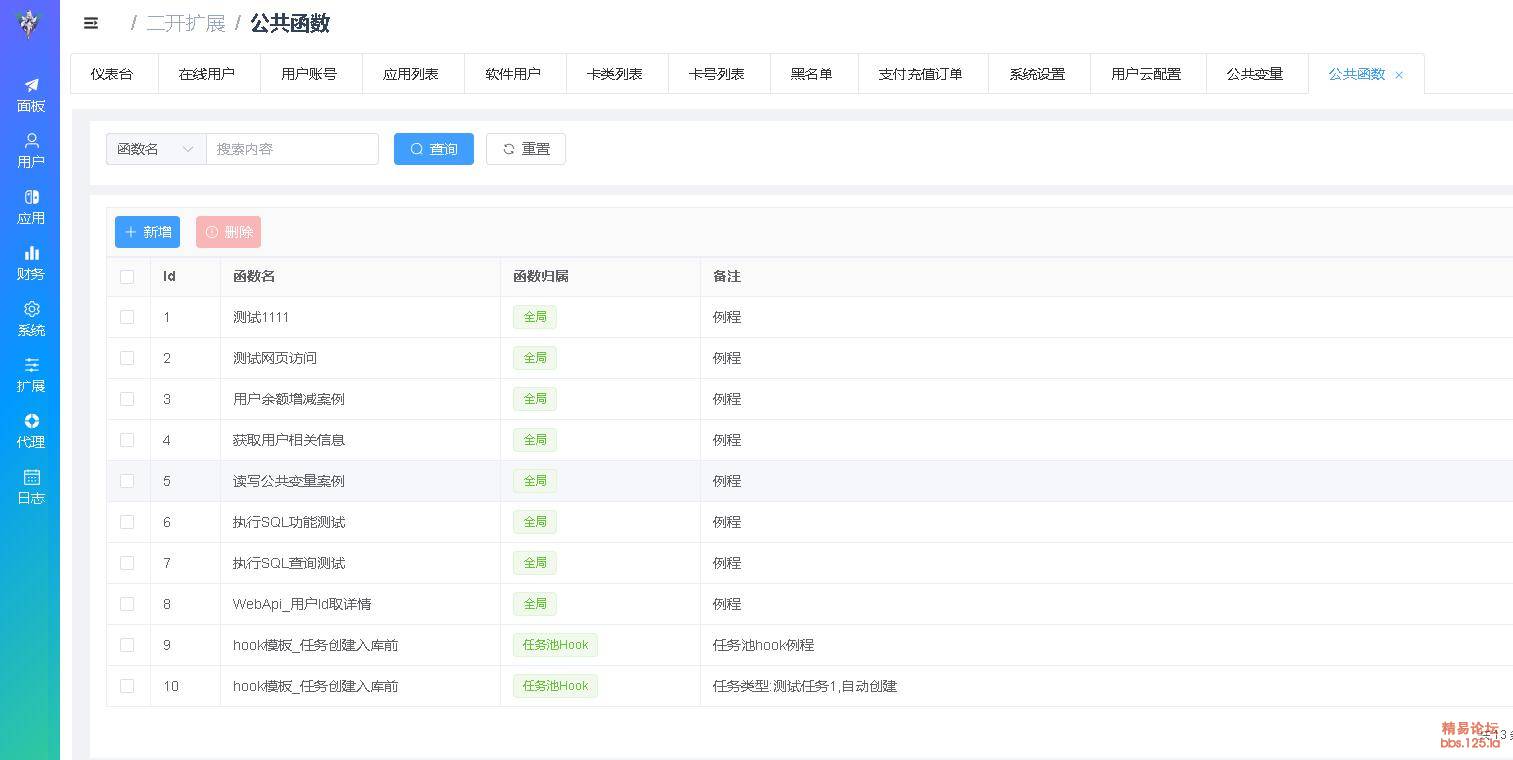 / 二开扩展 / 公共函数
仪表台 在线用户 用户账号 应用列表 软件用户 卡类列表 卡号列表 黑名单 支付充值订单 系统设置 用户云配置 公共变量 公共函数 ×
面板
用户
应用
财务
系统
扩展
代理
日志
函数名 搜索内容 查询 重置
新增 删除
Id 函数名 函数归属 备注
1 测试1111 全局 例程
2 测试网页访问 全局 例程
3 用户余额增减案例 全局 例程
4 获取用户相关信息 全局 例程
5 读写公共变量案例 全局 例程
6 执行SQL功能测试 全局 例程
7 执行SQL查询测试 全局 例程
8 WebApi_用户Id取详情 全局 例程
9 hook模板_任务创建入库前 任务池Hook 任务池hook例程
10 hook模板_任务创建入库前 任务池Hook 任务类型:测试任务1,自动创建
共 13
精易论坛
bbs.125.la